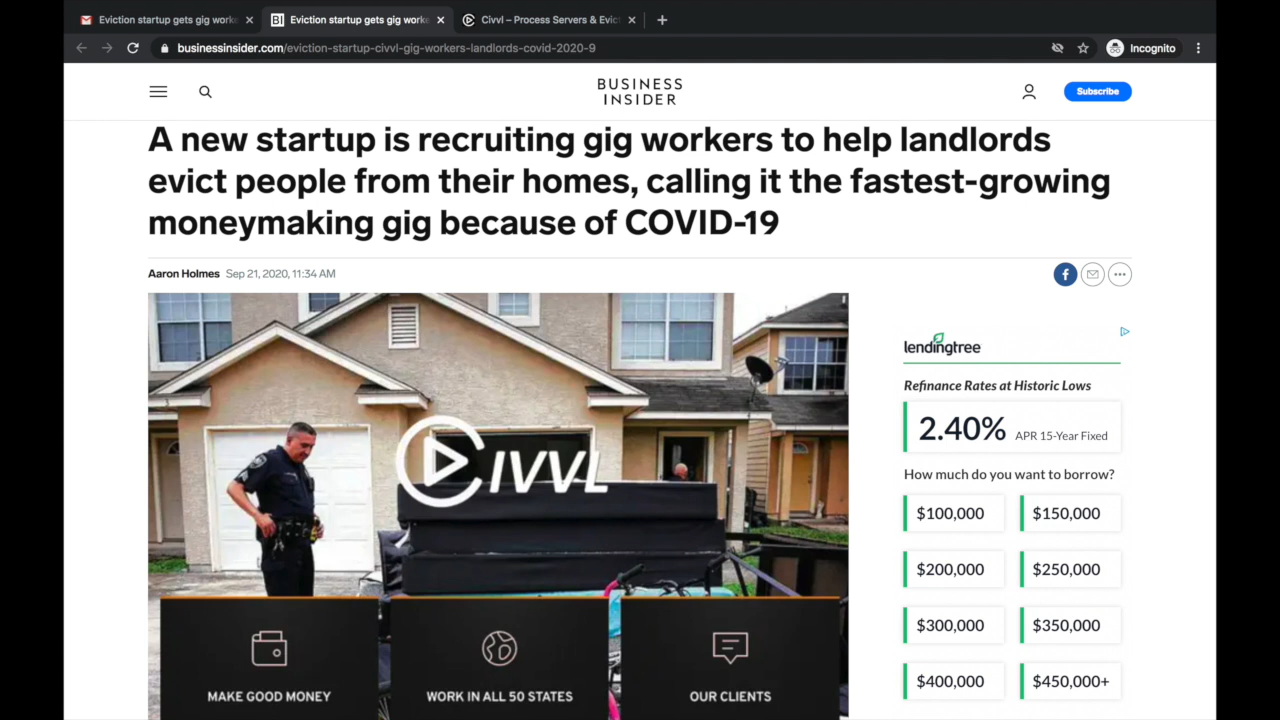 Eviction startup gets gig worke
Eviction startup gets gig worke
Civvl – Process Servers & Evic
businessinsider.com/eviction-startup-civvl-gig-workers-landlords-covid-2020-9
Incognito
BUSINESS
INSIDER
Subscribe
A new startup is recruiting gig workers to help landlords
evict people from their homes, calling it the fastest-growing
moneymaking gig because of COVID-19
Aaron Holmes Sep 21, 2020, 11:34 AM
CIVVL
MAKE GOOD MONEY
WORK IN ALL 50 STATES
OUR CLIENTS
lendingtree
Refinance Rates at Historic Lows
2.40% APR 15-Year Fixed
How much do you want to borrow?
$100,000 $150,000
$200,000 $250,000
$300,000 $350,000
$400,000 $450,000+